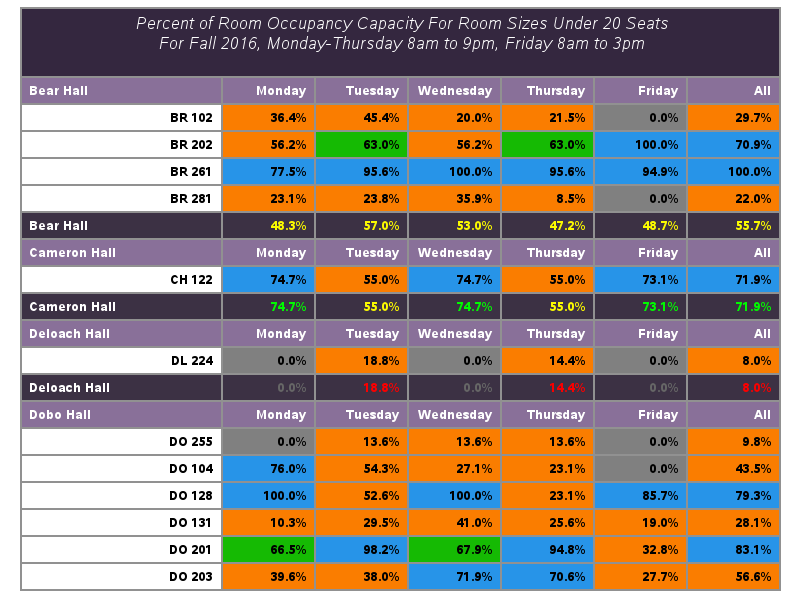 Percent of Room Occupancy Capacity For Room Sizes Under 20 Seats
For Fall 2016, Monday-Thursday 8am to 9pm, Friday 8am to 3pm
Bear Hall Monday Tuesday Wednesday Thursday Friday All
BR 102 36.4% 45.4% 20.0% 21.5% 0.0% 29.7%
BR 202 56.2% 63.0% 56.2% 63.0% 100.0% 70.9%
BR 261 77.5% 95.6% 100.0% 95.6% 94.9% 100.0%
BR 281 23.1% 23.8% 35.9% 8.5% 0.0% 22.0%
Bear Hall 48.3% 57.0% 53.0% 47.2% 48.7% 55.7%
Cameron Hall Monday Tuesday Wednesday Thursday Friday All
CH 122 74.7% 55.0% 74.7% 55.0% 73.1% 71.9%
Cameron Hall 74.7% 55.0% 74.7% 55.0% 73.1% 71.9%
Deloach Hall Monday Tuesday Wednesday Thursday Friday All
DL 224 0.0% 18.8% 0.0% 14.4% 0.0% 8.0%
Deloach Hall 0.0% 18.8% 0.0% 14.4% 0.0% 8.0%
Dobo Hall Monday Tuesday Wednesday Thursday Friday All
DO 255 0.0% 13.6% 13.6% 13.6% 0.0% 9.8%
DO 104 76.0% 54.3% 27.1% 23.1% 0.0% 43.5%
DO 128 100.0% 52.6% 100.0% 23.1% 85.7% 79.3%
DO 131 10.3% 29.5% 41.0% 25.6% 19.0% 28.1%
DO 201 66.5% 98.2% 67.9% 94.8% 32.8% 83.1%
DO 203 39.6% 38.0% 71.9% 70.6% 27.7% 56.6%